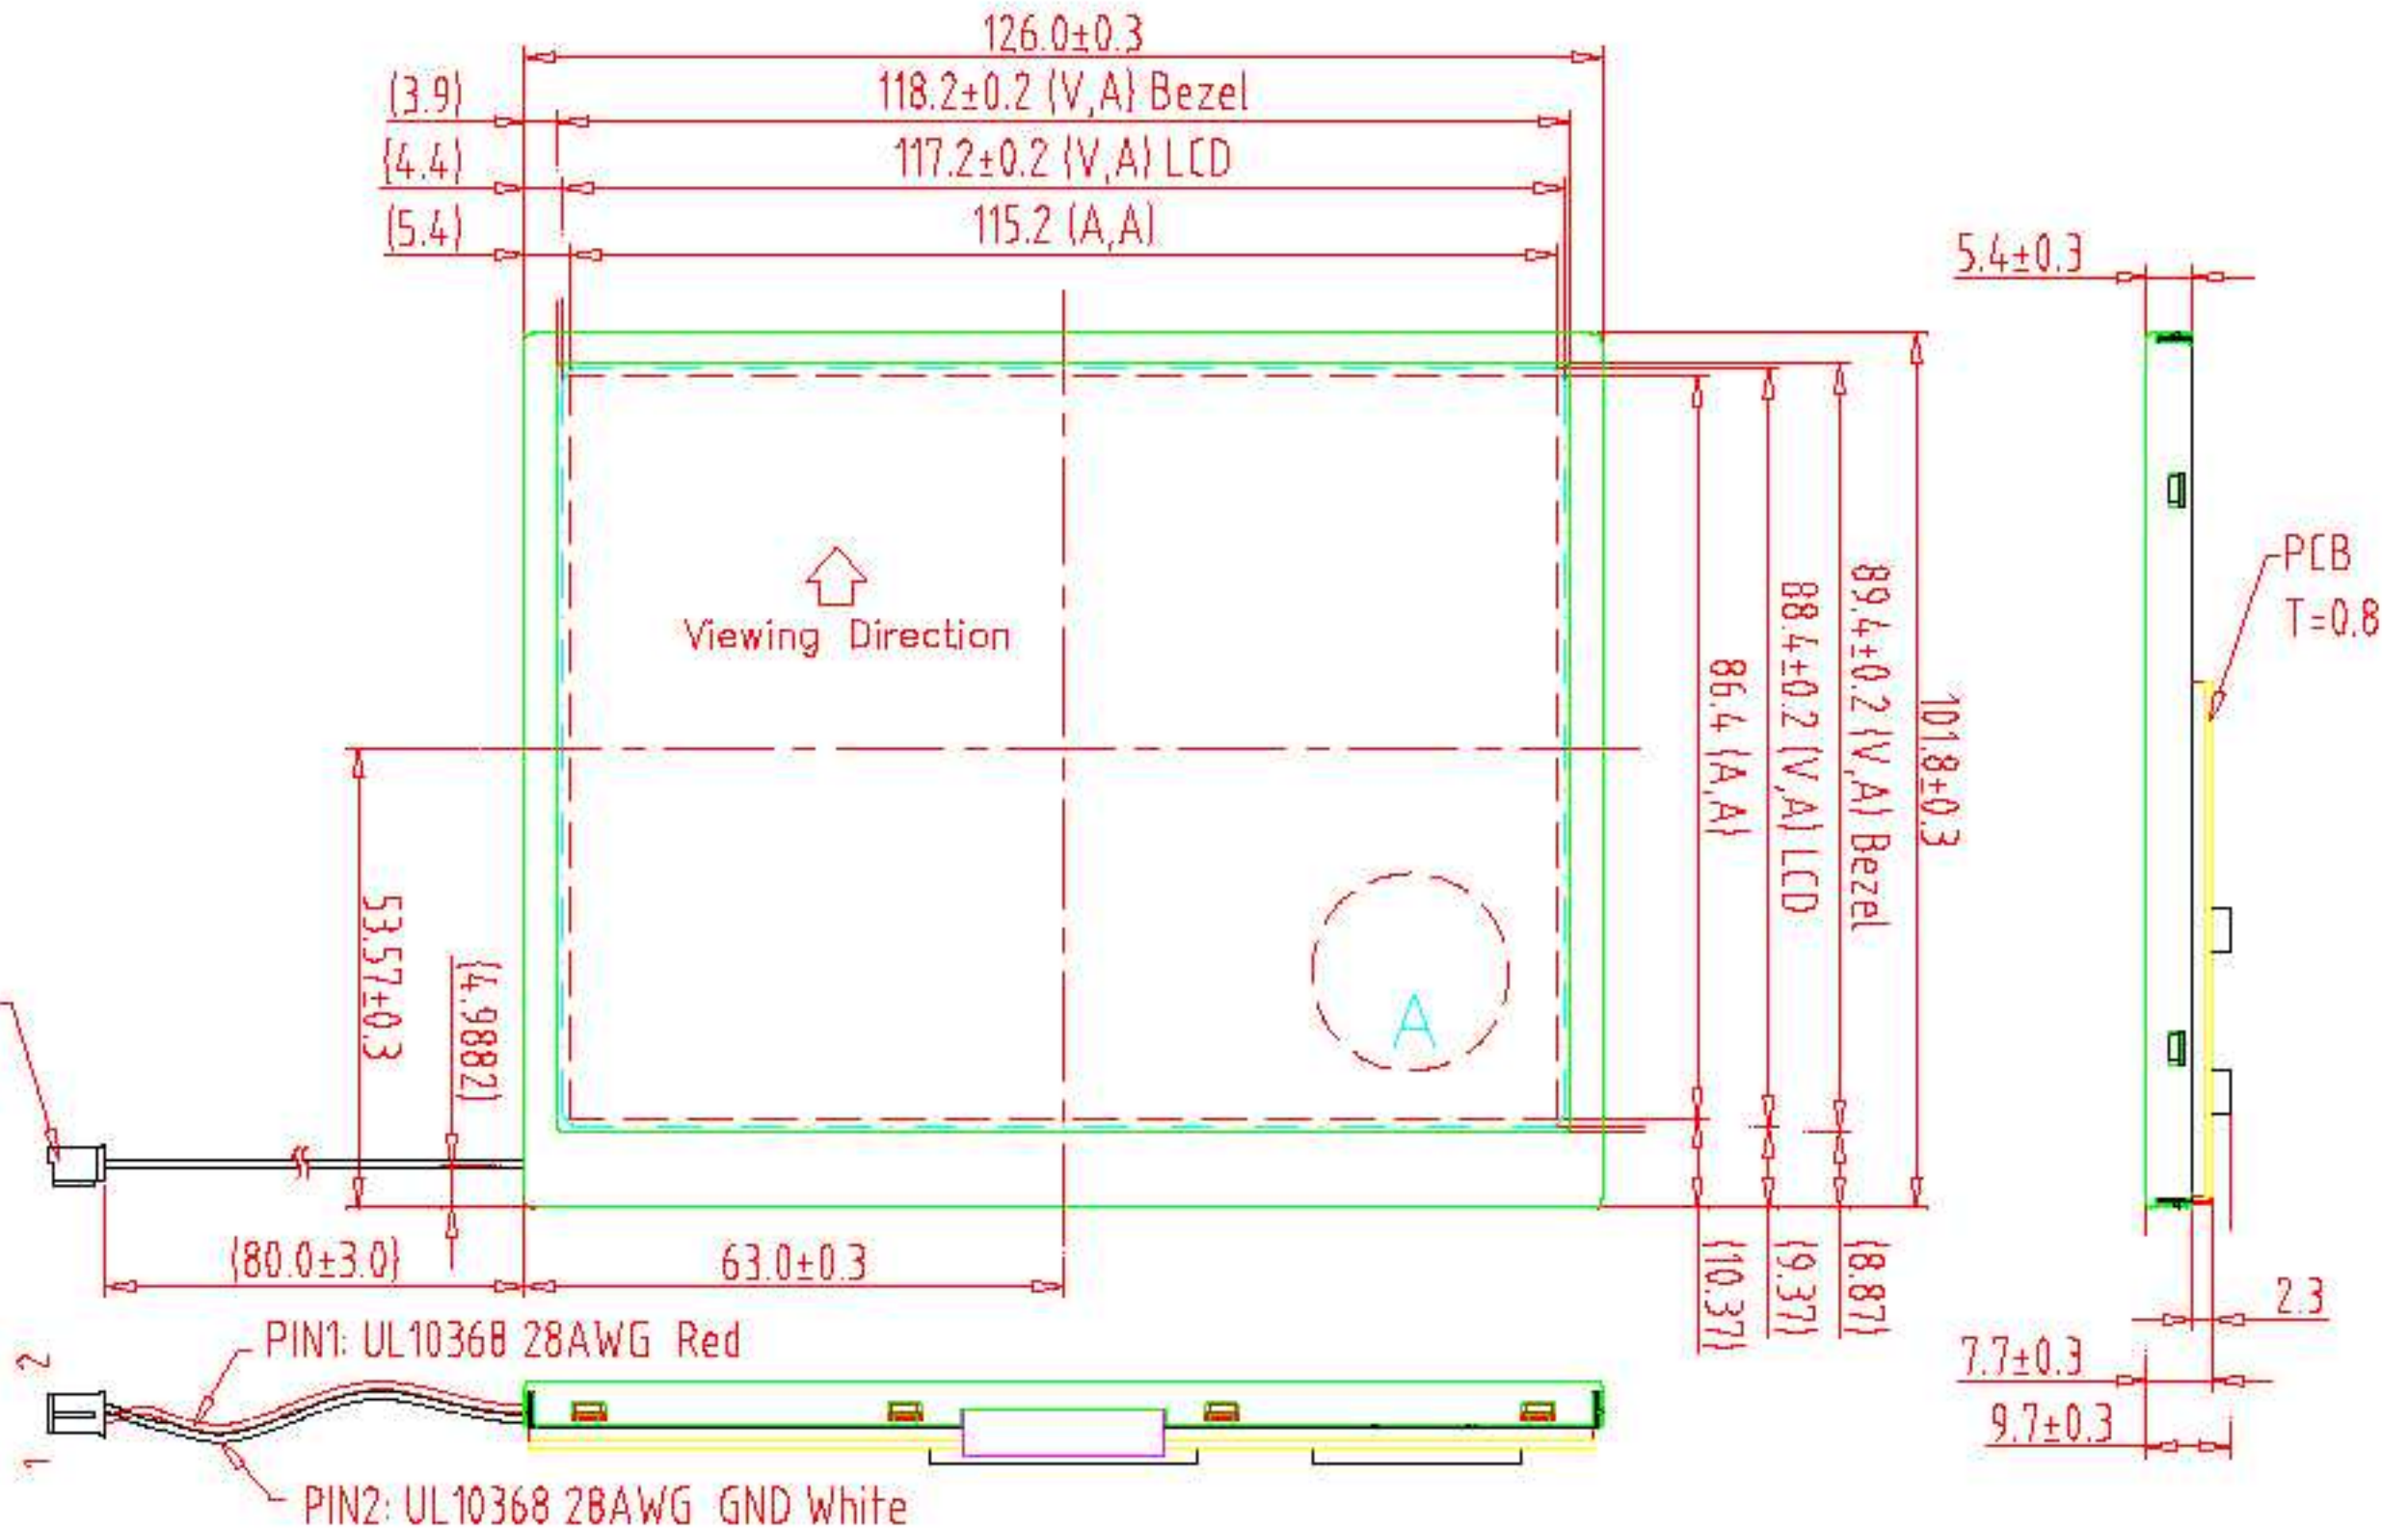 126.0±0.3
(3.9)
118.2±0.2 (V,A) Bezel
(4.4)
117.2±0.2 (V,A) LCD
(5.4)
115.2 (A,A)
5.4±0.3
PCB
T=0.8
Viewing Direction
86.4 (A,A)
88.4±0.2 (V,A) LCD
89.4±0.2 (V,A) Bezel
101.8±0.3
53.57±0.3
(4.9882)
A
(80.0±3.0)
63.0±0.3
(10.37)
(9.37)
(8.87)
2.3
7.7±0.3
9.7±0.3
PIN1: UL10368 28AWG Red
2
1
PIN2: UL10368 28AWG GND White